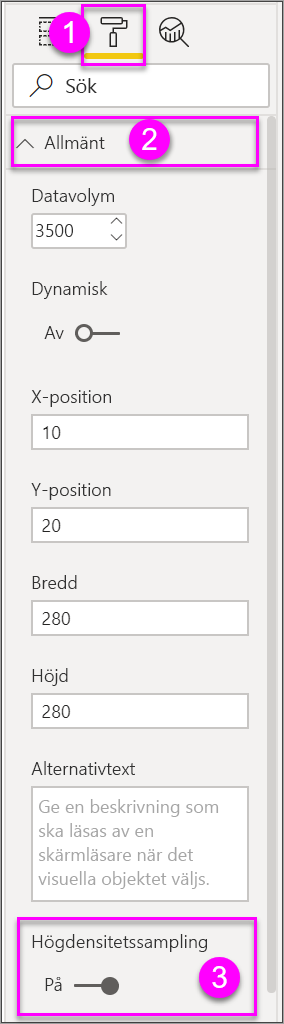 1
Sök
Allmänt
2
Datavolym
3500
Dynamisk
Av
X-position
10
Y-position
20
Bredd
280
Höjd
280
Alternativtext
Ge en beskrivning som
ska läsas av en
skärmläsare när det
visuella objektet väljs.
Högdensitetssampling
På
3